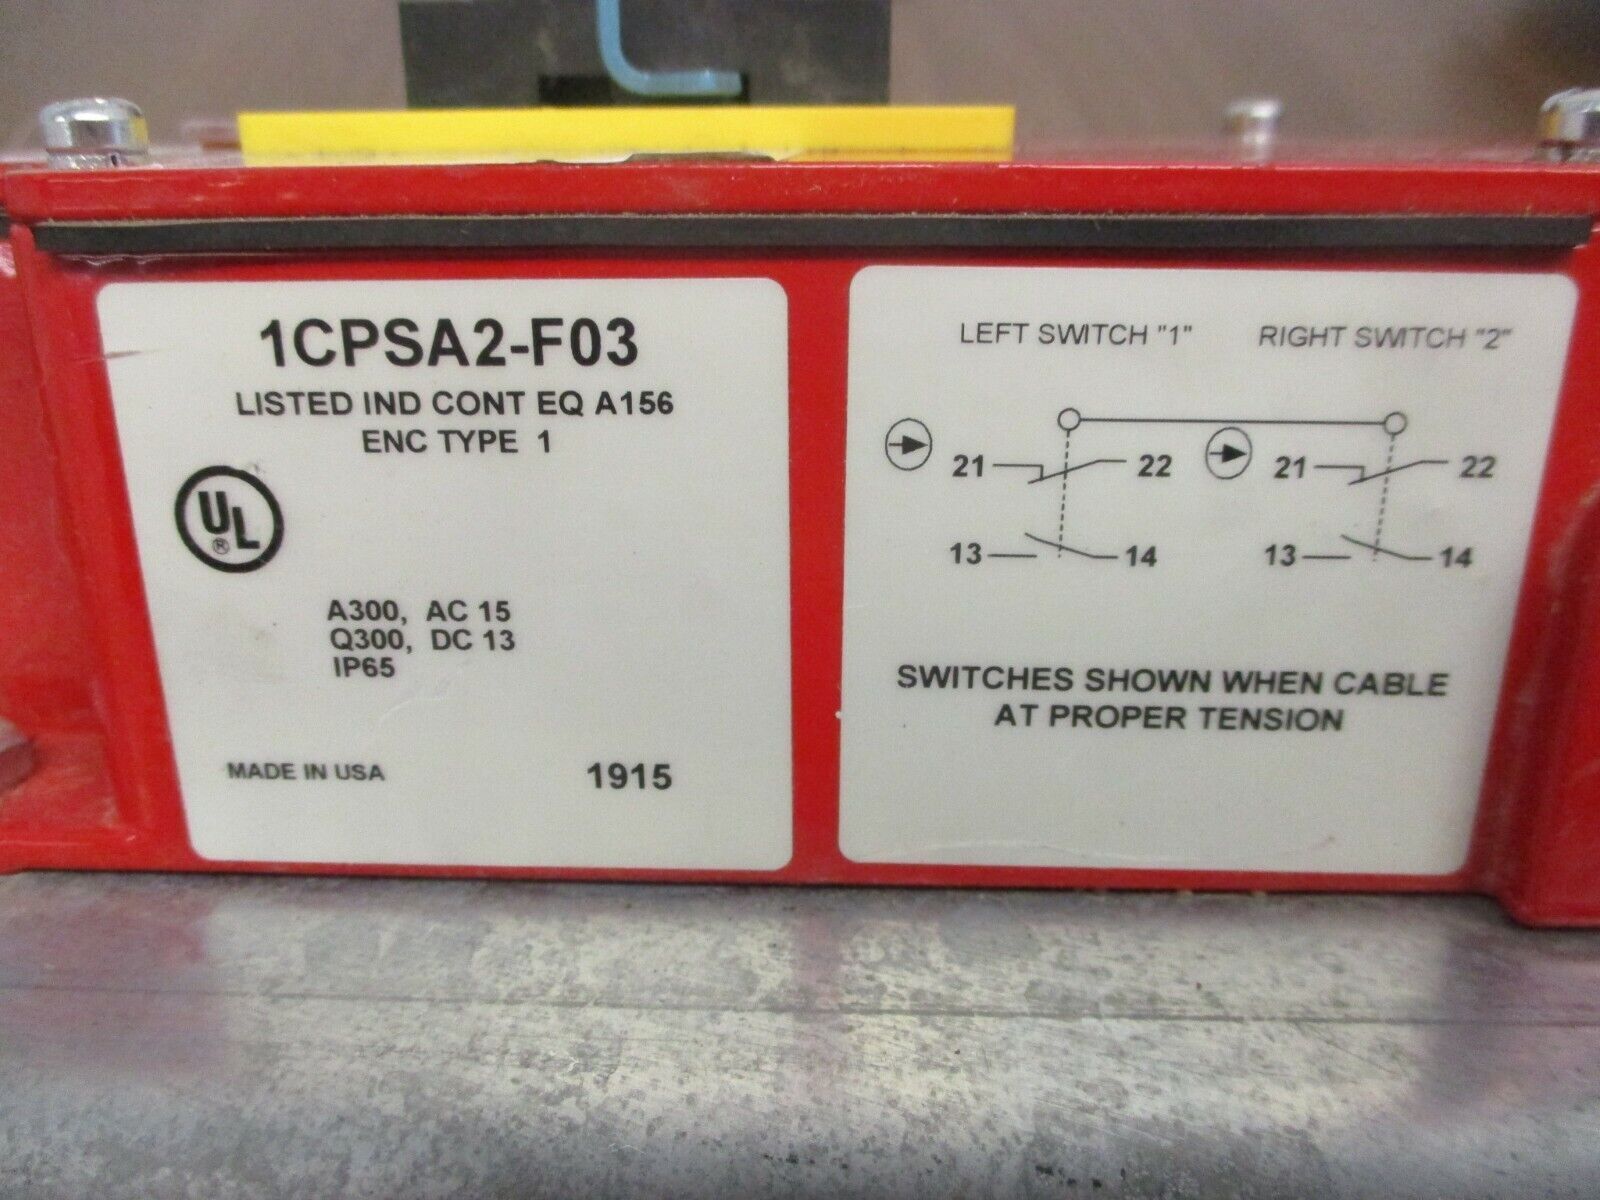 1CPSA2-F03
LISTED IND CONT EQ A156
ENC TYPE 1
UL
®
A300, AC 15
Q300, DC 13
IP65
MADE IN USA 1915
LEFT SWITCH "1" RIGHT SWITCH "2"
21 22 21 22
13 14 13 14
SWITCHES SHOWN WHEN CABLE
AT PROPER TENSION